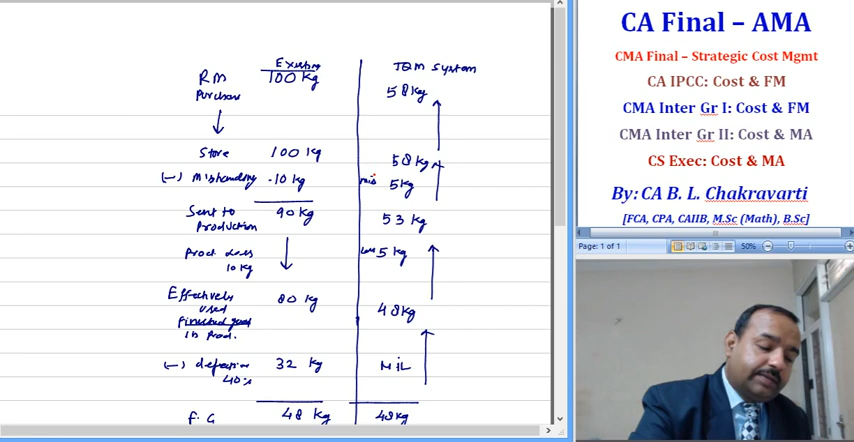 Existing
TQM System
RM
100 kg
Purchase
58 kg
Store
100 kg
58 kg
(-) Mishandling
-10 kg
mis
5 kg
Sent to
90 kg
53 kg
Production
Prod. Loss
10 kg
Loss 5 kg
Effectively
80 kg
used
48 kg
Finished good
in Prod.
(-) defective
32 kg
NIL
40%
F. G
48 kg
48 kg
CA Final – AMA
CMA Final – Strategic Cost Mgmt
CA IPCC: Cost & FM
CMA Inter Gr I: Cost & FM
CMA Inter Gr II: Cost & MA
CS Exec: Cost & MA
By: CA B. L. Chakravarti
[FCA, CPA, CAIIB, M.Sc (Math), B.Sc]
Page: 1 of 1
50%